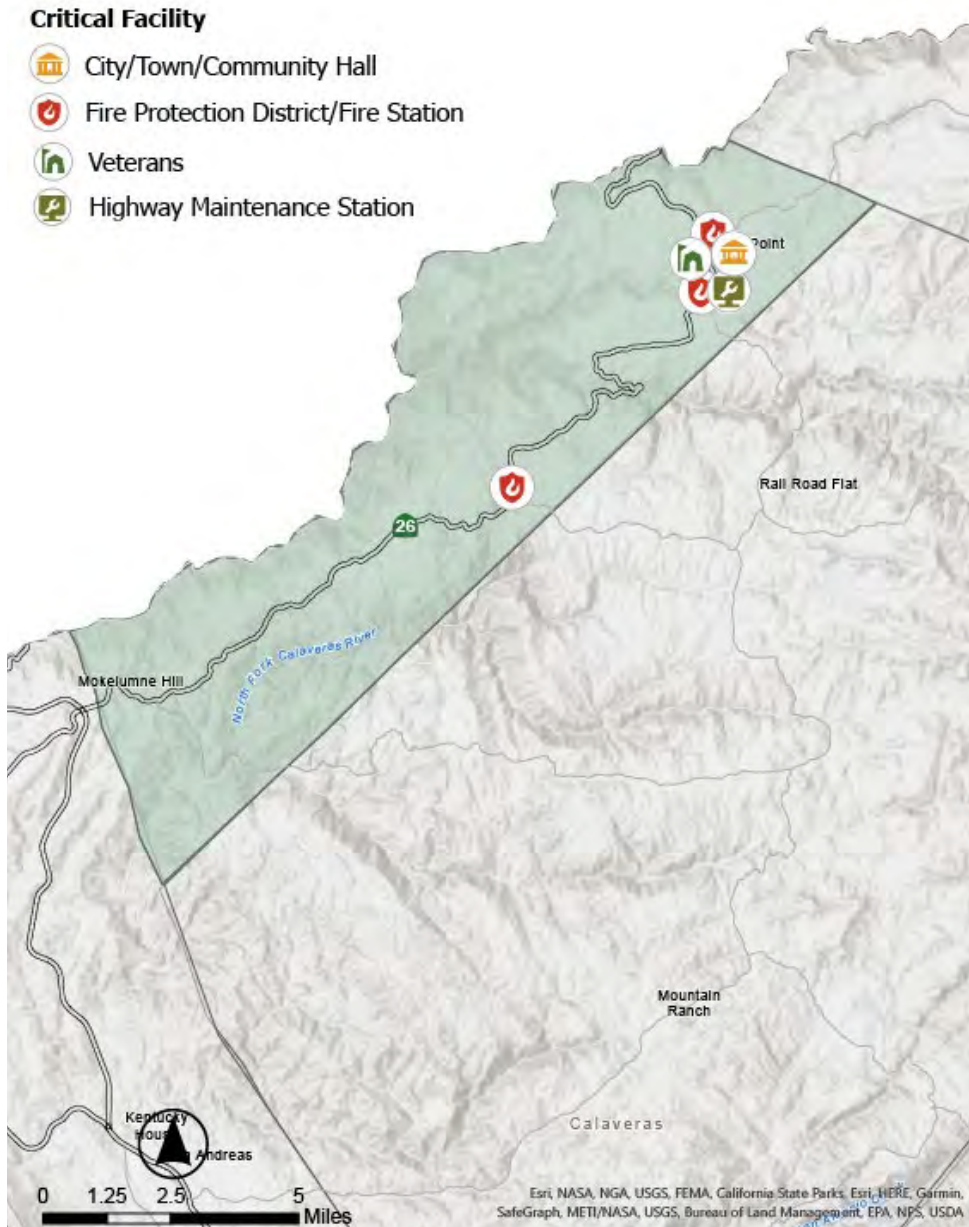 Critical Facility
City/Town/Community Hall
Fire Protection District/Fire Station
Veterans
Highway Maintenance Station
Point
Rail Road Flat
26
North Fork Calaveras River
Mokelumne Hill
Mountain
Ranch
Calaveras
Kentucky
Andreas
0 1.25 2.5 5
Miles
Esri, NASA, NGA, USGS, FEMA, California State Parks, Esri, HERE, Garmin,
SafeGraph, METI/NASA, USGS, Bureau of Land Management, EPA, NPS, USDA